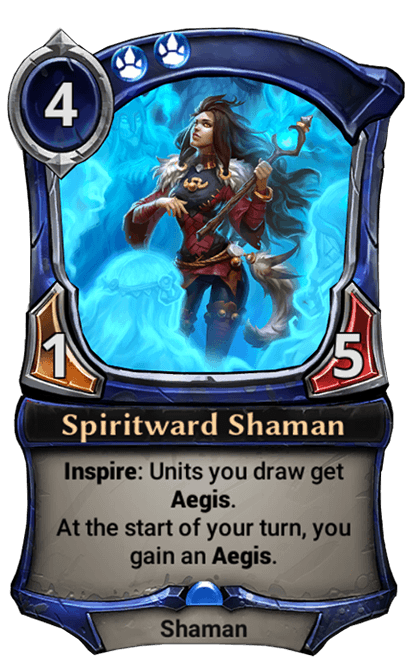 4
1
5
Spiritward Shaman
Inspire: Units you draw get
Aegis.
At the start of your turn, you
gain an Aegis.
Shaman